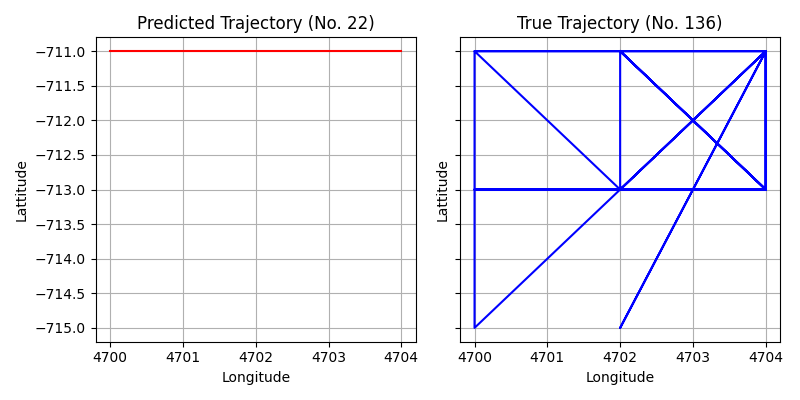 Predicted Trajectory (No. 22)
True Trajectory (No. 136)
−711.0
−711.5
−712.0
−712.5
−713.0
−713.5
−714.0
−714.5
−715.0
Lattitude
Lattitude
4700 4701 4702 4703 4704
4700 4701 4702 4703 4704
Longitude
Longitude